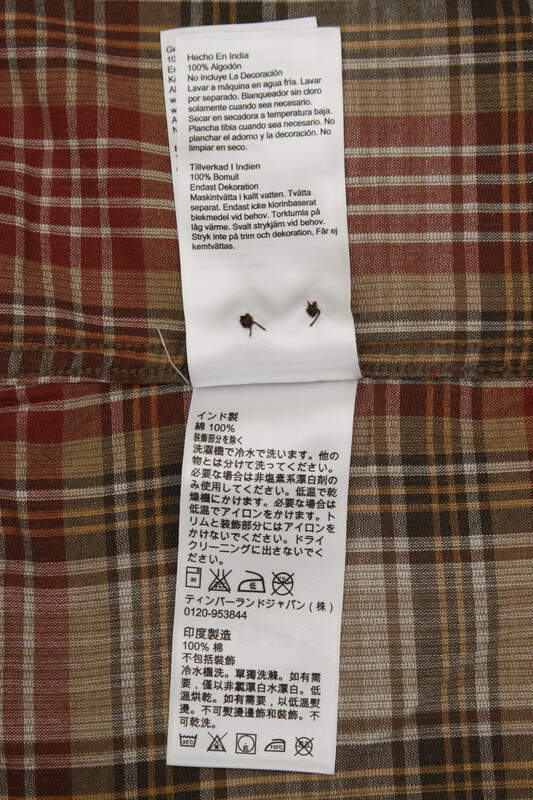 Hecho En India
100% Algodón
No Incluye La Decoración
Lavar a máquina en agua fría. Lavar
por separado. Blanqueador sin cloro
solamente cuando sea necesario.
Secar en secadora a temperatura baja.
Plancha tibia cuando sea necesario. No
planchar el adorno y la decoración. No
limpiar en seco.
Tillverkad I Indien
100% Bomull
Endast Dekoration
Maskintvätta i kallt vatten. Tvätta
separat. Endast icke klorinbaserat
blekmedel vid behov. Torktumla på
låg värme. Svalt strykjärn vid behov.
Stryk inte på trim och dekoration. Fär ej
kemtvättas.
インド製
綿 100%
装飾部分を除く
洗濯機で冷水で洗います。他の
物とは分けて洗ってください。
必要な場合は非塩素系漂白剤の
み使用してください。低温で乾
燥機にかけます。必要な場合は
低温でアイロンをかけます。ト
リムと装飾部分にはアイロンを
かけないでください。ドライ
クリーニングに出さないでく
ださい。
ティンバーランドジャパン(株)
0120-953844
印度製造
100% 棉
不包括裝飾
冷水機洗。單獨洗滌。如有需
要，僅以非氯漂白水漂白。低
溫烘乾。如有需要，以低溫熨
燙。不可熨燙邊飾和裝飾。不
可乾洗。
30°C 110°C